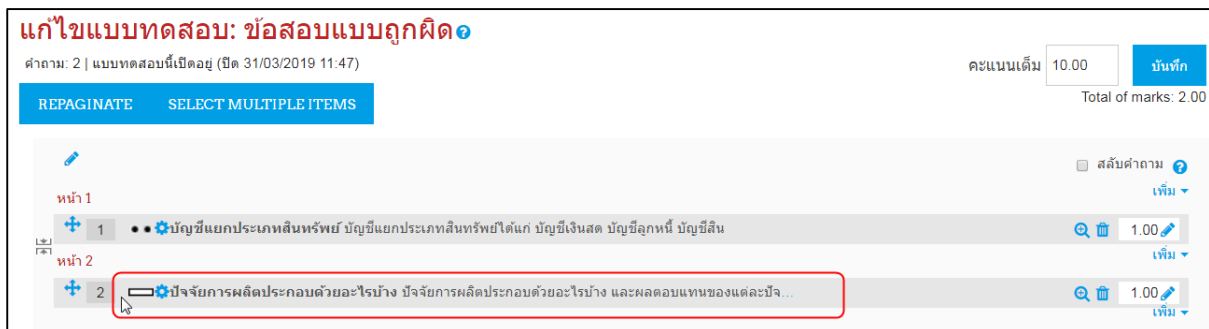 แก้ไขแบบทดสอบ: ข้อสอบแบบถูกผิด
คำถาม: 2 | แบบทดสอบนี้เปิดอยู่ (ปิด 31/03/2019 11:47)
คะแนนเต็ม 10.00 บันทึก
REPAGINATE SELECT MULTIPLE ITEMS
Total of marks: 2.00
สลับคำถาม
เพิ่ม
หน้า 1
1 บัญชีแยกประเภทสินทรัพย์ บัญชีแยกประเภทสินทรัพย์ได้แก่ บัญชีเงินสด บัญชีลูกหนี้ บัญชีสิน 1.00
เพิ่ม
หน้า 2
2 ปัจจัยการผลิตประกอบด้วยอะไรบ้าง ปัจจัยการผลิตประกอบด้วยอะไรบ้าง และผลตอบแทนของแต่ละปัจ... 1.00
เพิ่ม